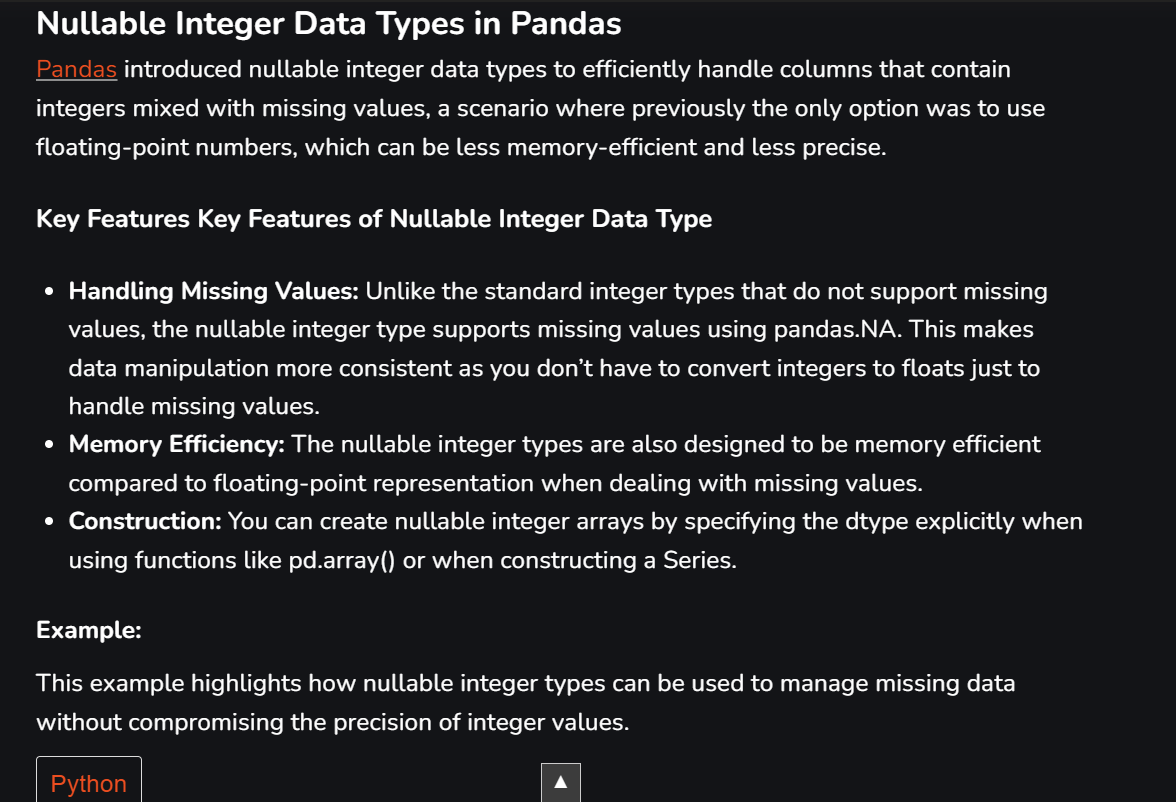 Nullable Integer Data Types in Pandas
Pandas introduced nullable integer data types to efficiently handle columns that contain
integers mixed with missing values, a scenario where previously the only option was to use
floating-point numbers, which can be less memory-efficient and less precise.
Key Features Key Features of Nullable Integer Data Type
• Handling Missing Values: Unlike the standard integer types that do not support missing
values, the nullable integer type supports missing values using pandas.NA. This makes
data manipulation more consistent as you don’t have to convert integers to floats just to
handle missing values.
• Memory Efficiency: The nullable integer types are also designed to be memory efficient
compared to floating-point representation when dealing with missing values.
• Construction: You can create nullable integer arrays by specifying the dtype explicitly when
using functions like pd.array() or when constructing a Series.
Example:
This example highlights how nullable integer types can be used to manage missing data
without compromising the precision of integer values.
Python